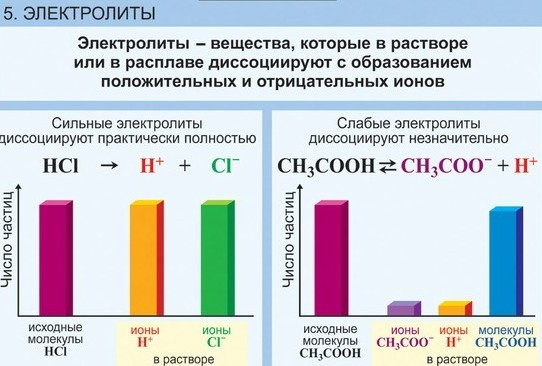 5. ЭЛЕКТРОЛИТЫ
Электролиты – вещества, которые в растворе
или в расплаве диссоциируют с образованием
положительных и отрицательных ионов
Сильные электролиты
диссоциируют практически полностью
HCl → H⁺ + Cl⁻
Число частиц
исходные
молекулы
HCl
ионы
H⁺
ионы
Cl⁻
в растворе
Слабые электролиты
диссоциируют незначительно
CH₃COOH ⇄ CH₃COO⁻ + H⁺
Число частиц
исходные
молекулы
CH₃COOH
ионы
CH₃COO⁻
ионы
H⁺
молекулы
CH₃COOH
в растворе